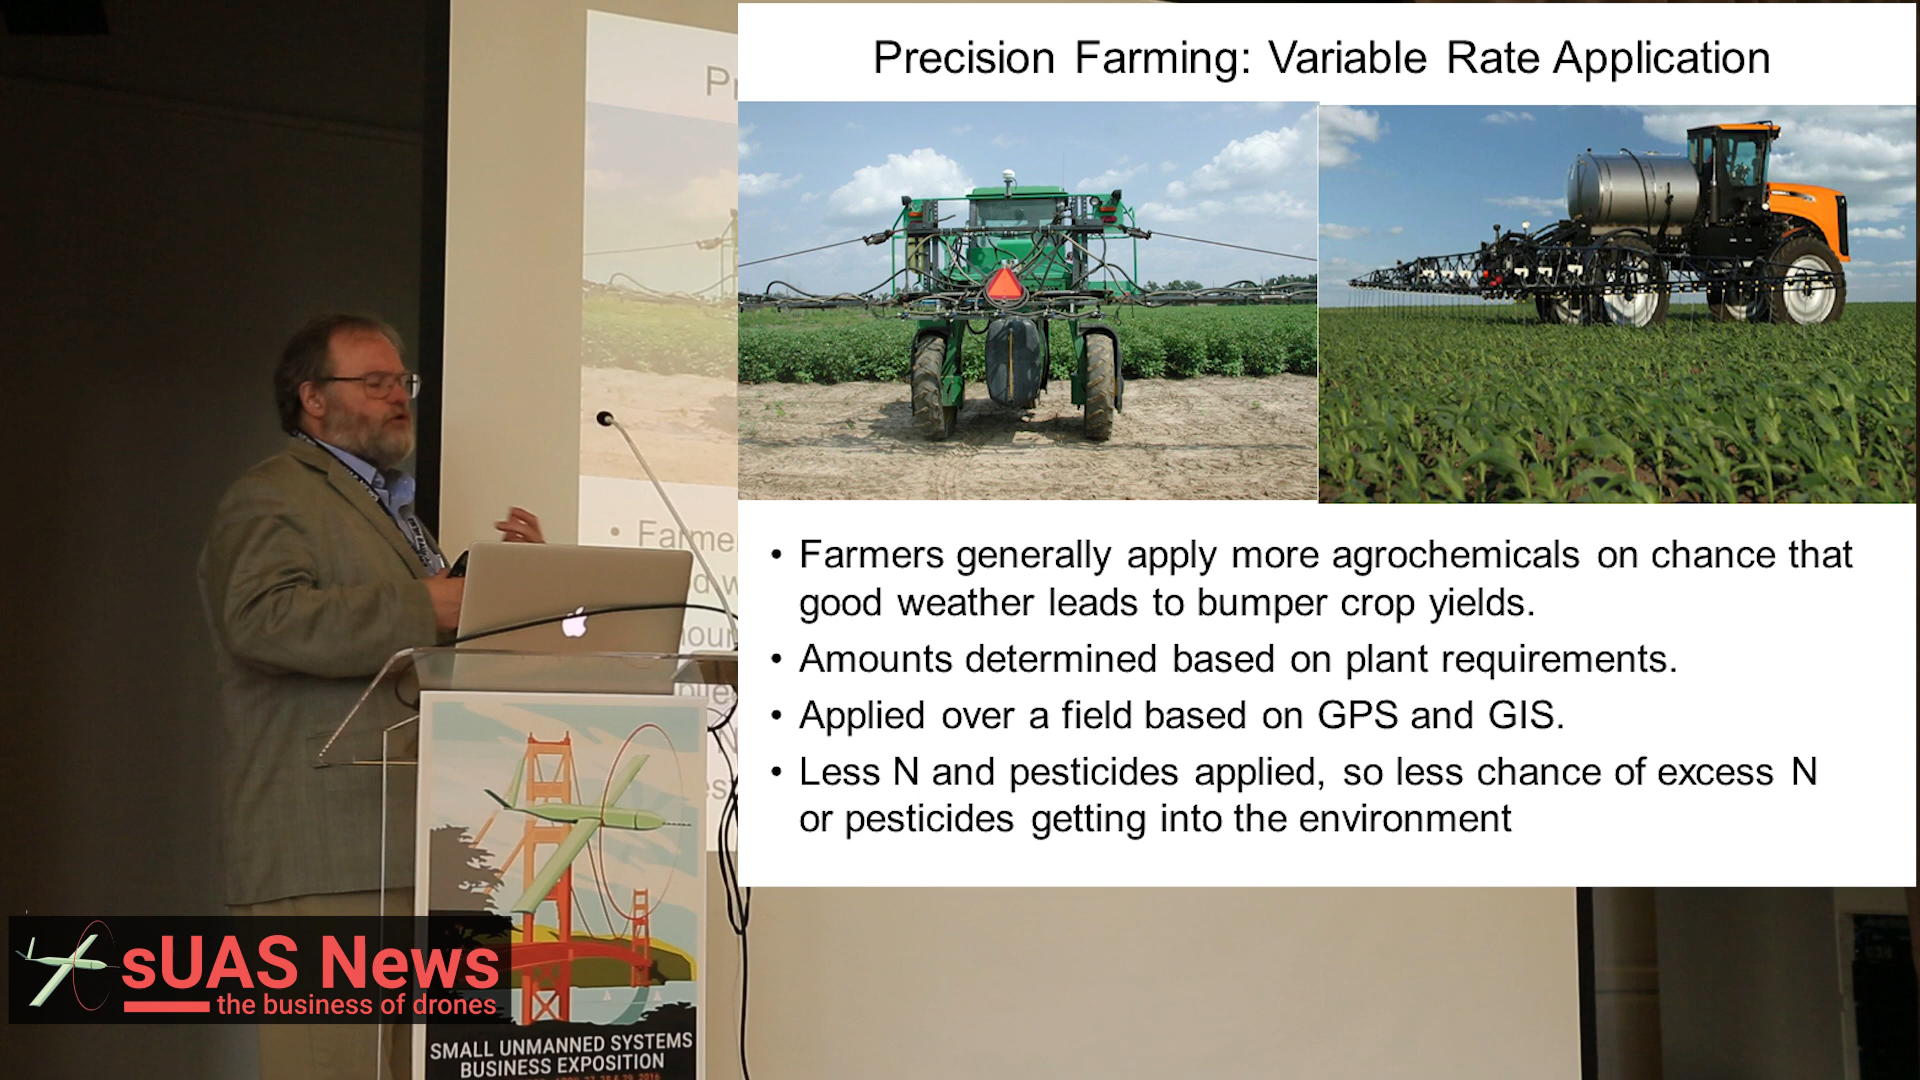 Precision Farming: Variable Rate Application
• Farmers generally apply more agrochemicals on chance that
good weather leads to bumper crop yields.
• Amounts determined based on plant requirements.
• Applied over a field based on GPS and GIS.
• Less N and pesticides applied, so less chance of excess N
or pesticides getting into the environment
• Farme
sUAS News
the business of drones
SMALL UNMANNED SYSTEMS
BUSINESS EXPOSITION